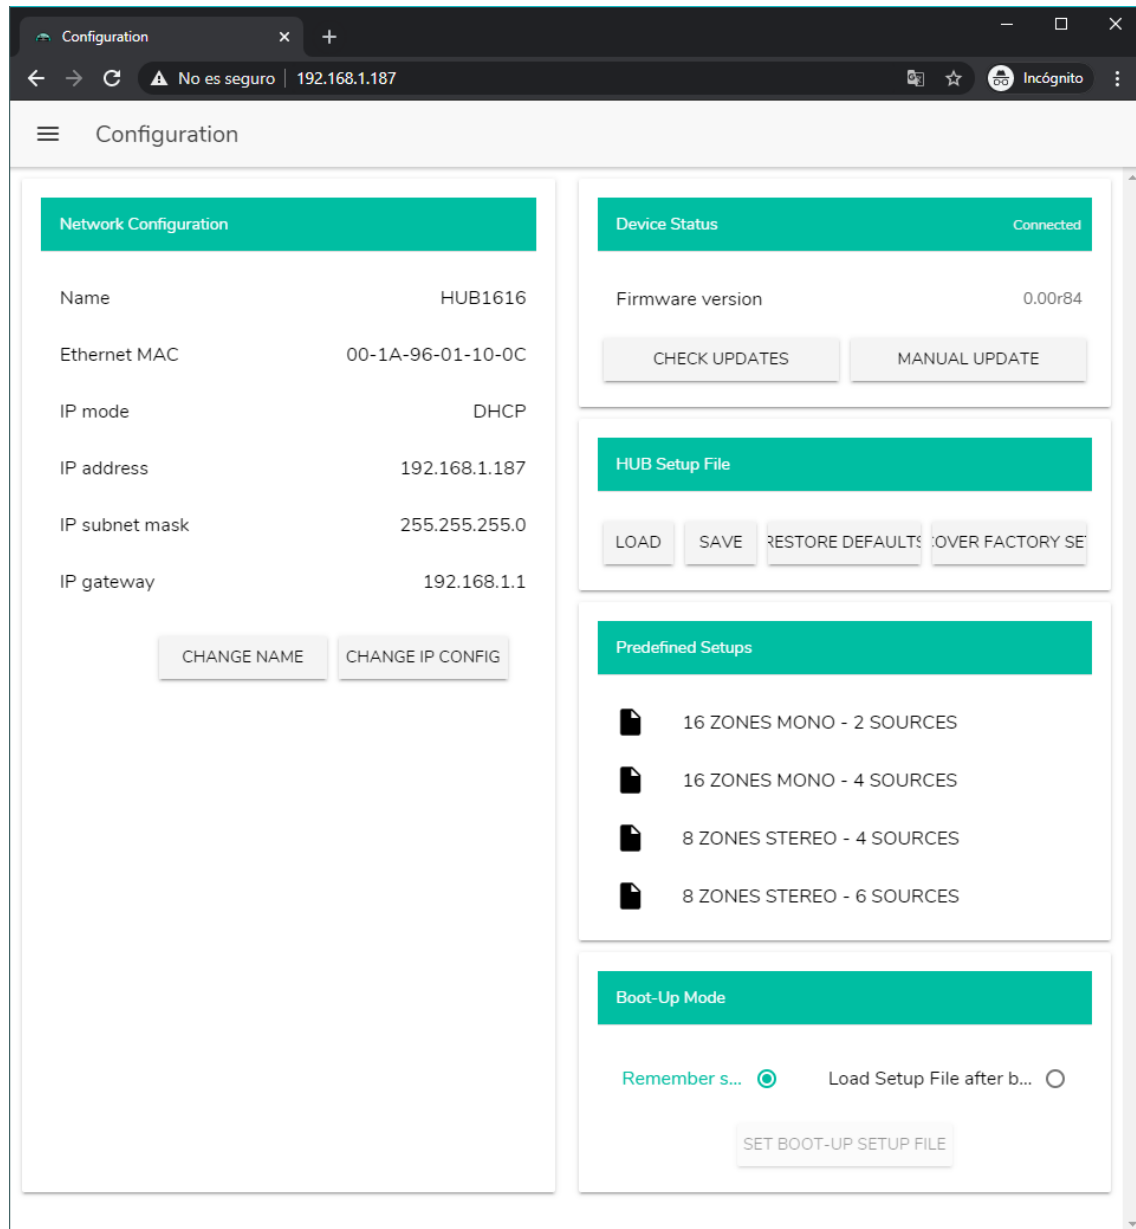 Configuration
No es seguro | 192.168.1.187
Incógnito
Configuration
Network Configuration
Name HUB1616
Ethernet MAC 00-1A-96-01-10-0C
IP mode DHCP
IP address 192.168.1.187
IP subnet mask 255.255.255.0
IP gateway 192.168.1.1
CHANGE NAME CHANGE IP CONFIG
Device Status Connected
Firmware version 0.00r84
CHECK UPDATES MANUAL UPDATE
HUB Setup File
LOAD SAVE RESTORE DEFAULTS COVER FACTORY SET
Predefined Setups
16 ZONES MONO - 2 SOURCES
16 ZONES MONO - 4 SOURCES
8 ZONES STEREO - 4 SOURCES
8 ZONES STEREO - 6 SOURCES
Boot-Up Mode
Remember s... Load Setup File after b...
SET BOOT-UP SETUP FILE